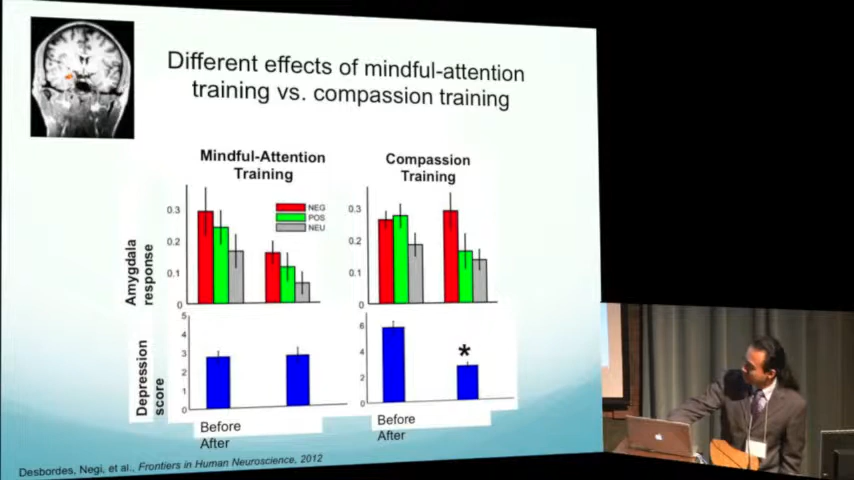 Different effects of mindful-attention
training vs. compassion training
Mindful-Attention
Training
Compassion
Training
Amygdala
response
0.3
0.2
0.1
0
NEG
POS
NEU
0.3
0.2
0.1
0
Depression
score
5
4
3
2
1
0
6
4
2
0
*
Before
After
Before
After
Desbordes, Negi, et al., Frontiers in Human Neuroscience, 2012